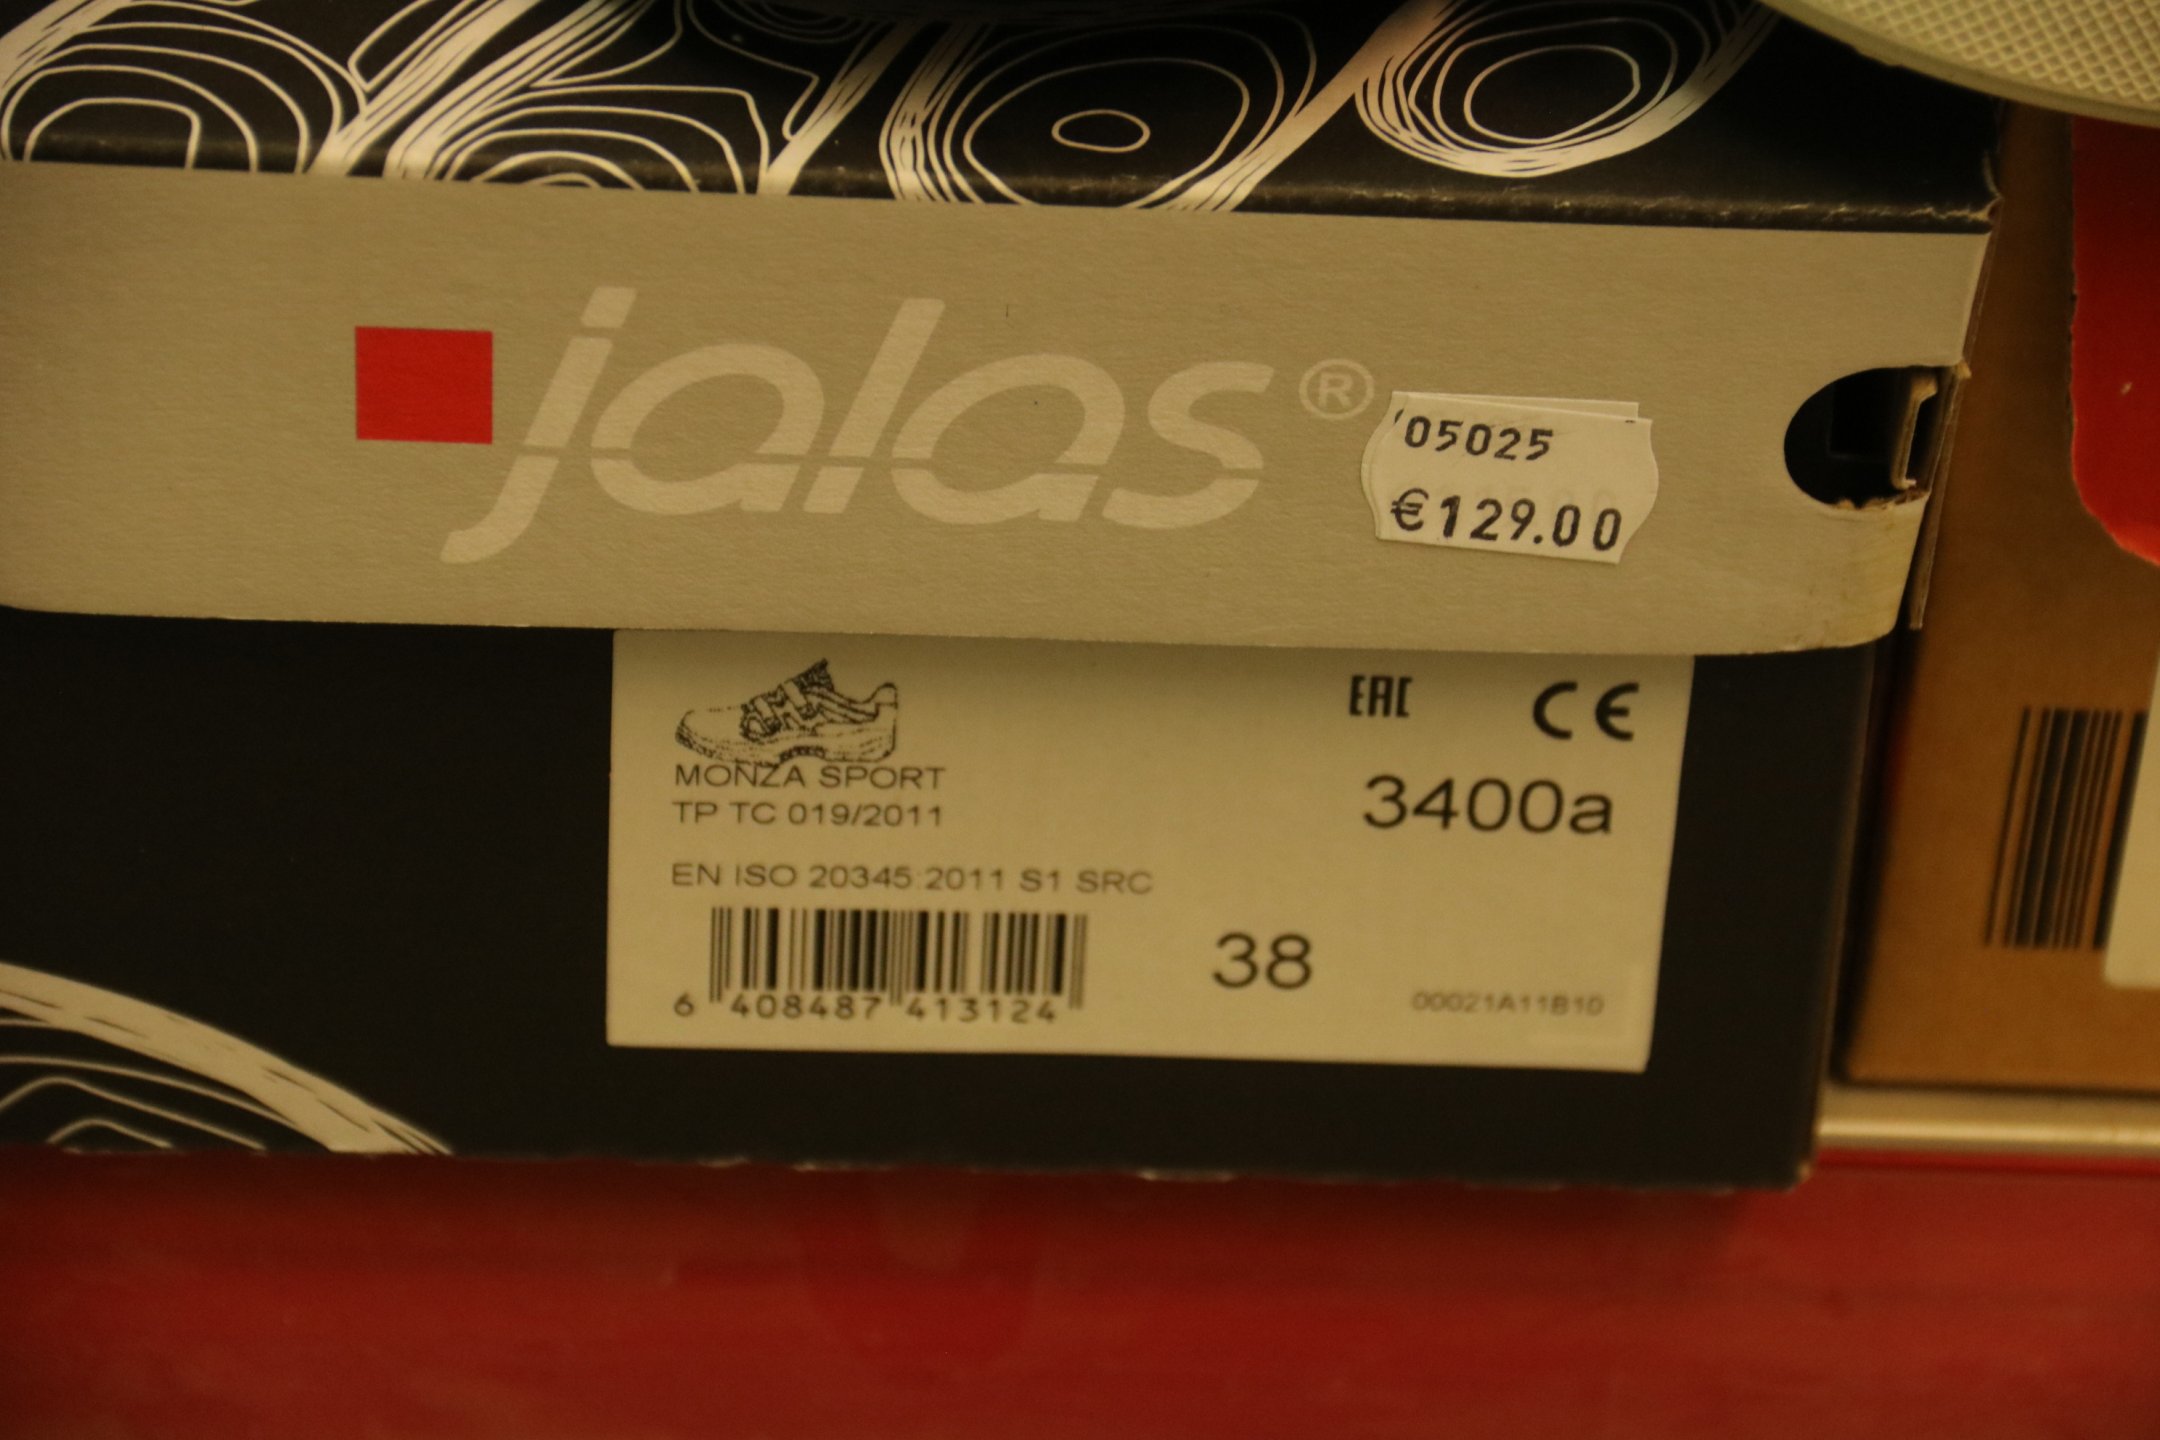 jalas®
05025
€129.00
EAC CE
MONZA SPORT
3400a
TP TC 019/2011
EN ISO 20345:2011 S1 SRC
38
6 408487 413124
00021A11B10